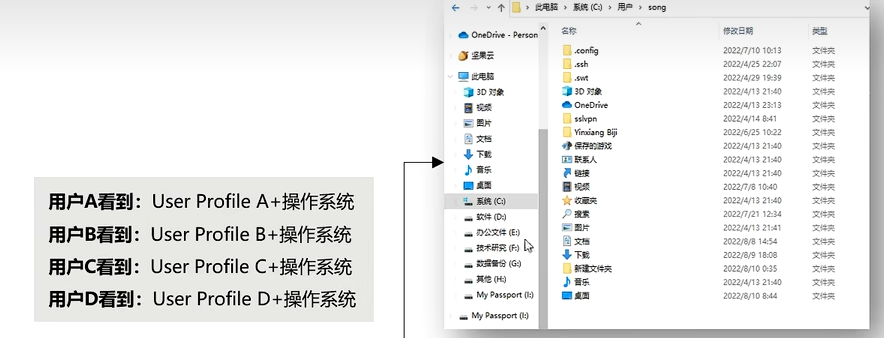 用户A看到：User Profile A+操作系统
用户B看到：User Profile B+操作系统
用户C看到：User Profile C+操作系统
用户D看到：User Profile D+操作系统
此电脑 › 系统 (C:) › 用户 › song
OneDrive - Person
坚果云
此电脑
3D 对象
视频
图片
文档
下载
音乐
桌面
系统 (C:)
软件 (D:)
办公文件 (E:)
技术研究 (F:)
数据备份 (G:)
其他 (H:)
My Passport (I:)
My Passport (I:)
名称 修改日期 类型
.config 2022/7/10 10:13 文件夹
.ssh 2022/4/25 22:07 文件夹
.swt 2022/4/29 19:39 文件夹
3D 对象 2022/4/13 21:40 文件夹
OneDrive 2022/4/13 23:13 文件夹
sslvpn 2022/4/14 8:41 文件夹
Yinxiang Biji 2022/6/25 10:22 文件夹
保存的游戏 2022/4/13 21:40 文件夹
联系人 2022/4/13 21:40 文件夹
链接 2022/4/13 21:40 文件夹
视频 2022/7/8 10:40 文件夹
收藏夹 2022/4/13 21:40 文件夹
搜索 2022/7/21 12:34 文件夹
图片 2022/4/13 21:41 文件夹
文档 2022/8/8 14:54 文件夹
下载 2022/8/9 18:08 文件夹
新建文件夹 2022/8/10 0:35 文件夹
音乐 2022/4/13 21:40 文件夹
桌面 2022/8/10 8:44 文件夹